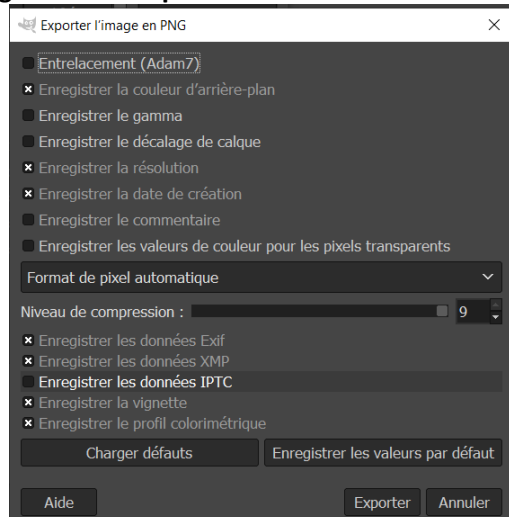 Exporter l'image en PNG
Entrelacement (Adam7)
Enregistrer la couleur d'arrière-plan
Enregistrer le gamma
Enregistrer le décalage de calque
Enregistrer la résolution
Enregistrer la date de création
Enregistrer le commentaire
Enregistrer les valeurs de couleur pour les pixels transparents
Format de pixel automatique
Niveau de compression : 9
Enregistrer les données Exif
Enregistrer les données XMP
Enregistrer les données IPTC
Enregistrer la vignette
Enregistrer le profil colorimétrique
Charger défauts Enregistrer les valeurs par défaut
Aide Exporter Annuler